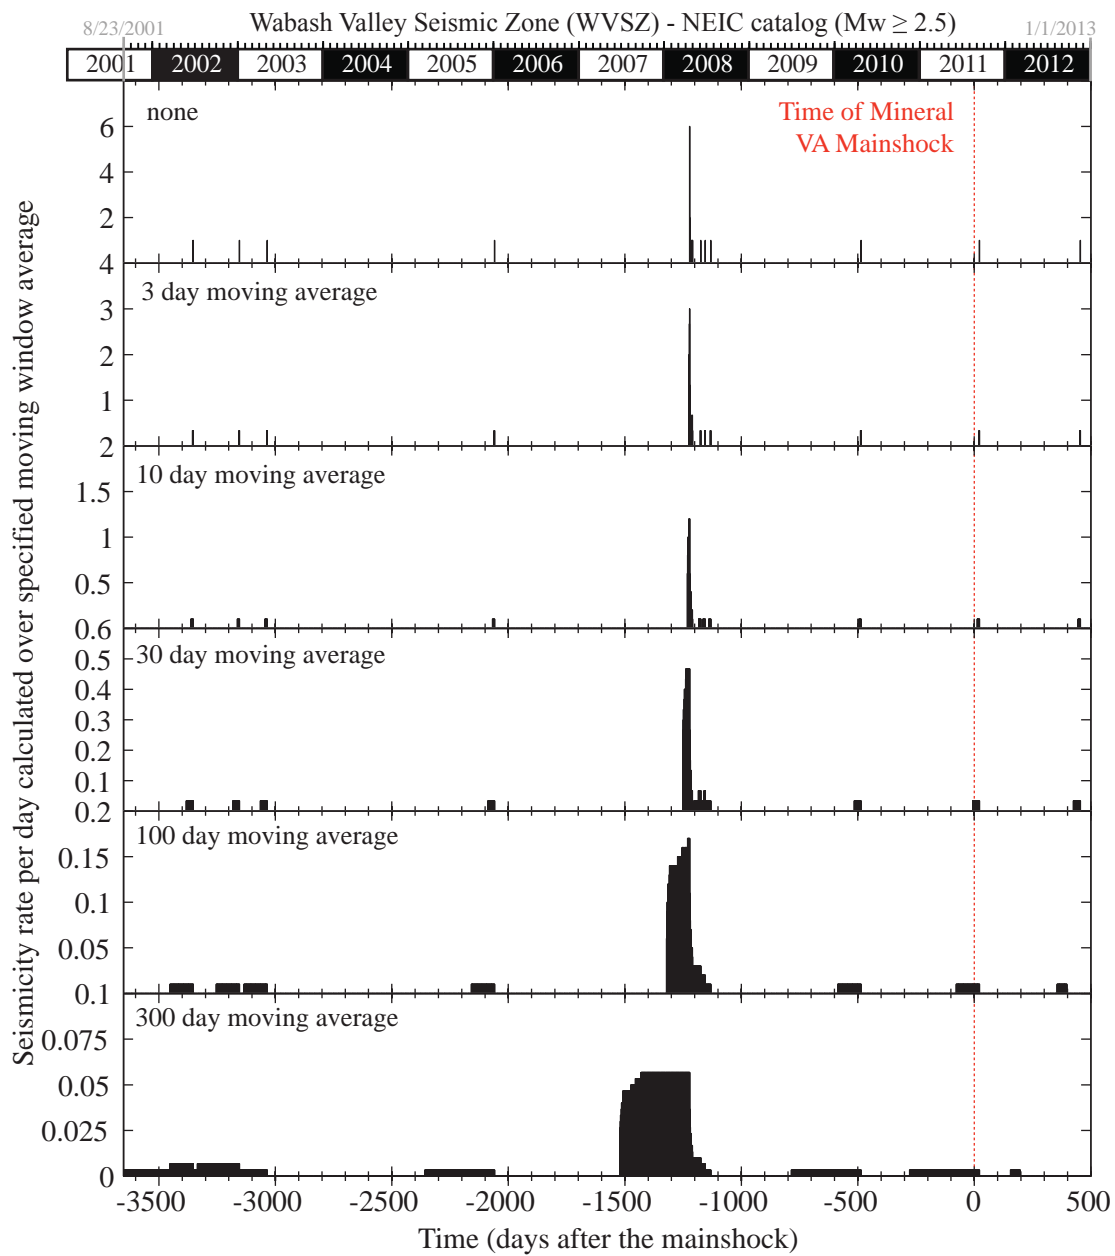 Wabash Valley Seismic Zone (WVSZ) - NEIC catalog (Mw ≥ 2.5)
8/23/2001 1/1/2013
2001 2002 2003 2004 2005 2006 2007 2008 2009 2010 2011 2012
none
Time of Mineral
VA Mainshock
6
4
2
4
3 day moving average
3
2
1
2
10 day moving average
1.5
1
0.5
0.6
30 day moving average
0.5
0.4
0.3
0.2
0.1
0.2
100 day moving average
0.15
0.1
0.05
0.1
300 day moving average
0.075
0.05
0.025
0
-3500 -3000 -2500 -2000 -1500 -1000 -500 0 500
Time (days after the mainshock)
Seismicity rate per day calculated over specified moving window average